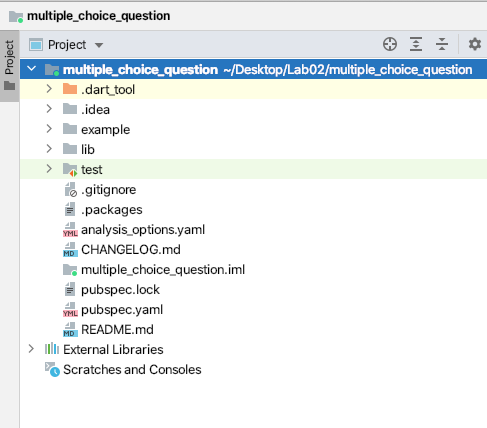 multiple_choice_question
Project
Project
multiple_choice_question ~/Desktop/Lab02/multiple_choice_question
.dart_tool
.idea
example
lib
test
.gitignore
.packages
YML analysis_options.yaml
MD CHANGELOG.md
multiple_choice_question.iml
pubspec.lock
YML pubspec.yaml
MD README.md
External Libraries
Scratches and Consoles